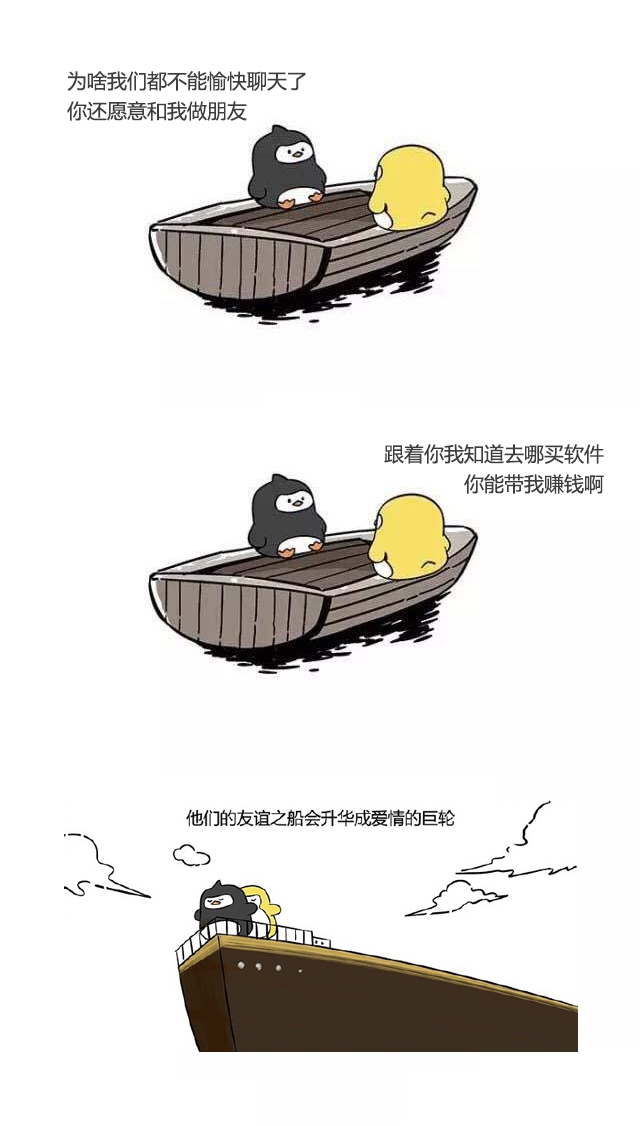 为啥我们都不能愉快聊天了
你还愿意和我做朋友
跟着你我知道去哪买软件
你能带我赚钱啊
他们的友谊之船会升华成爱情的巨轮